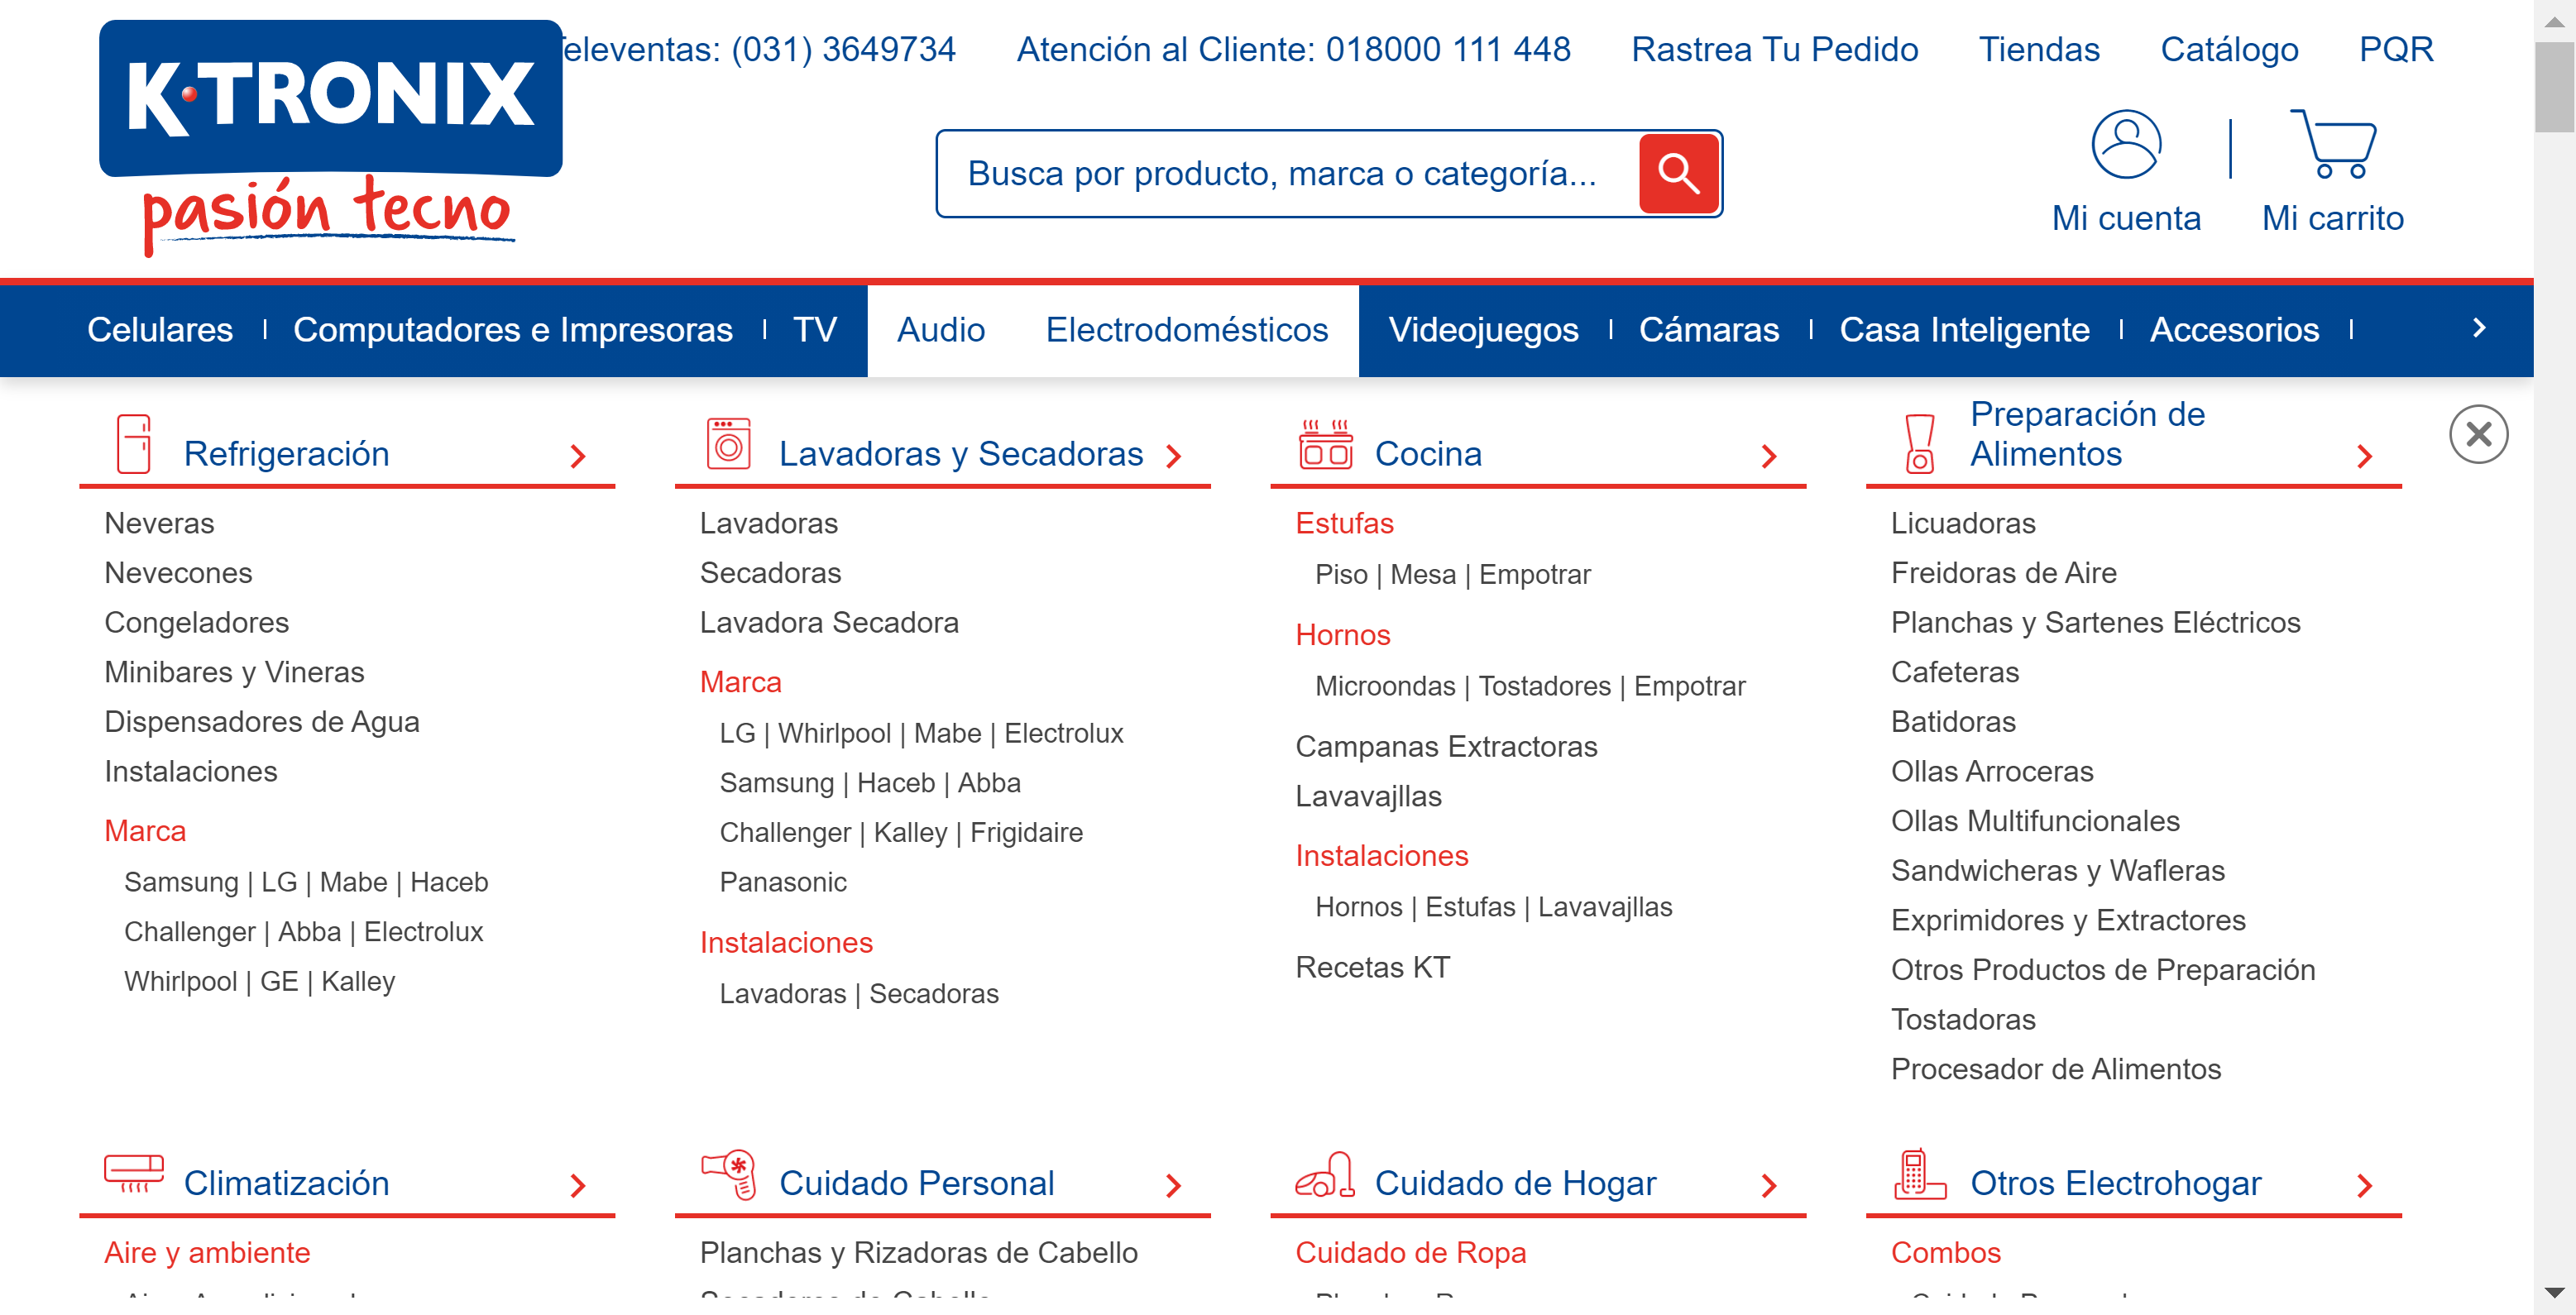 K·TRONIX
pasión tecno
Televentas: (031) 3649734 Atención al Cliente: 018000 111 448 Rastrea Tu Pedido Tiendas Catálogo PQR
Busca por producto, marca o categoría...
Mi cuenta Mi carrito
Celulares Computadores e Impresoras TV Audio Electrodomésticos Videojuegos Cámaras Casa Inteligente Accesorios
Refrigeración
Neveras
Nevecones
Congeladores
Minibares y Vineras
Dispensadores de Agua
Instalaciones
Marca
Samsung | LG | Mabe | Haceb
Challenger | Abba | Electrolux
Whirlpool | GE | Kalley
Lavadoras y Secadoras
Lavadoras
Secadoras
Lavadora Secadora
Marca
LG | Whirlpool | Mabe | Electrolux
Samsung | Haceb | Abba
Challenger | Kalley | Frigidaire
Panasonic
Instalaciones
Lavadoras | Secadoras
Cocina
Estufas
Piso | Mesa | Empotrar
Hornos
Microondas | Tostadores | Empotrar
Campanas Extractoras
Lavavajllas
Instalaciones
Hornos | Estufas | Lavavajllas
Recetas KT
Preparación de
Alimentos
Licuadoras
Freidoras de Aire
Planchas y Sartenes Eléctricos
Cafeteras
Batidoras
Ollas Arroceras
Ollas Multifuncionales
Sandwicheras y Wafleras
Exprimidores y Extractores
Otros Productos de Preparación
Tostadoras
Procesador de Alimentos
Climatización
Aire y ambiente
Cuidado Personal
Planchas y Rizadoras de Cabello
Secadores de Cabello
Cuidado de Hogar
Cuidado de Ropa
Otros Electrohogar
Combos